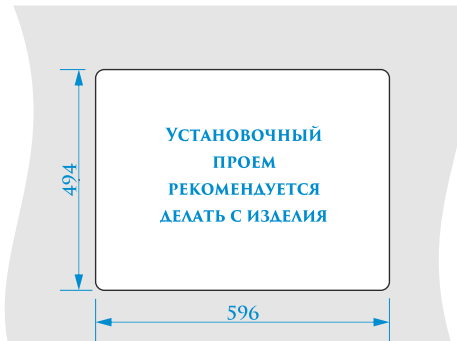 Установочный
проем
рекомендуется
делать с изделия
494
596